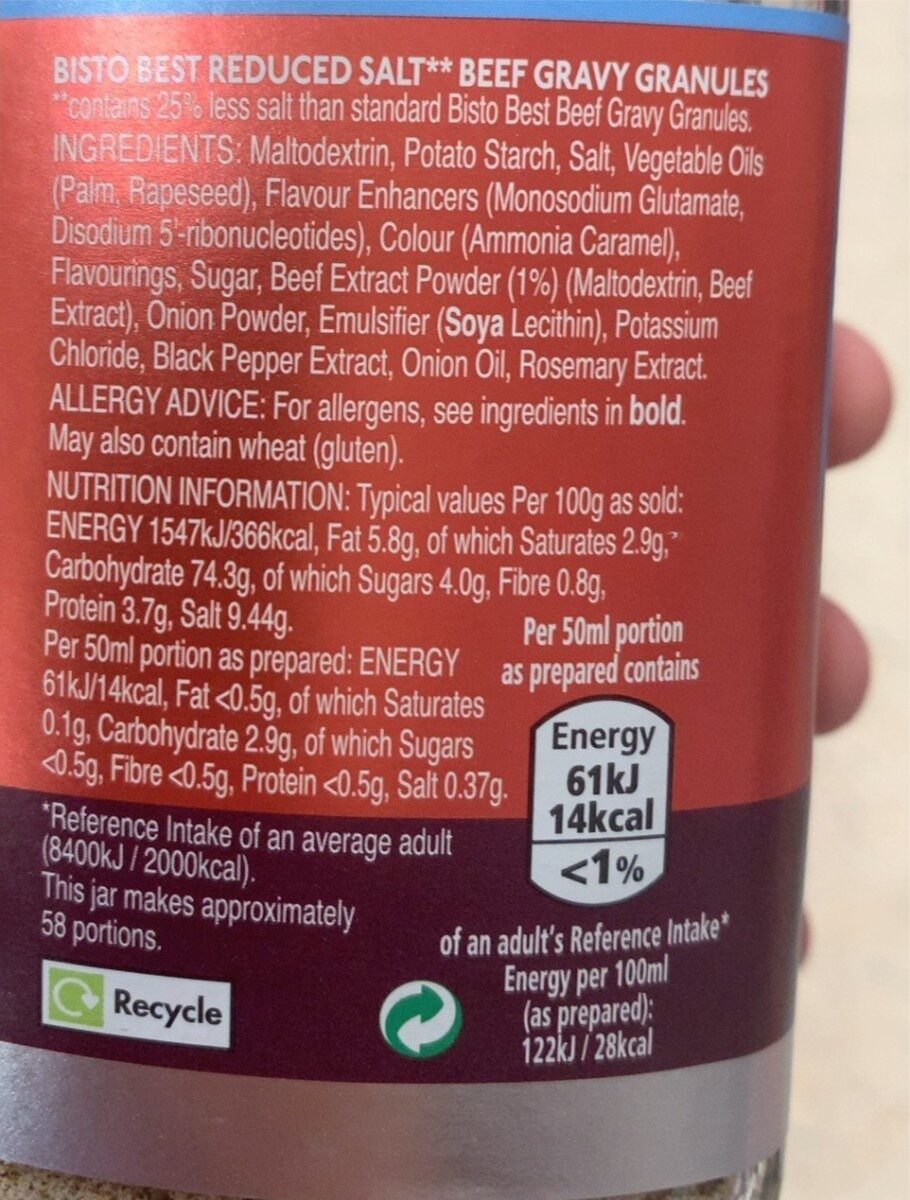 BISTO BEST REDUCED SALT** BEEF GRAVY GRANULES
**contains 25% less salt than standard Bisto Best Beef Gravy Granules.
INGREDIENTS: Maltodextrin, Potato Starch, Salt, Vegetable Oils
(Palm, Rapeseed), Flavour Enhancers (Monosodium Glutamate,
Disodium 5'-ribonucleotides), Colour (Ammonia Caramel),
Flavourings, Sugar, Beef Extract Powder (1%) (Maltodextrin, Beef
Extract), Onion Powder, Emulsifier (Soya Lecithin), Potassium
Chloride, Black Pepper Extract, Onion Oil, Rosemary Extract.
ALLERGY ADVICE: For allergens, see ingredients in bold.
May also contain wheat (gluten).
NUTRITION INFORMATION: Typical values Per 100g as sold:
ENERGY 1547kJ/366kcal, Fat 5.8g, of which Saturates 2.9g,
Carbohydrate 74.3g, of which Sugars 4.0g, Fibre 0.8g,
Protein 3.7g, Salt 9.44g.
Per 50ml portion as prepared: ENERGY
61kJ/14kcal, Fat <0.5g, of which Saturates
0.1g, Carbohydrate 2.9g, of which Sugars
<0.5g, Fibre <0.5g, Protein <0.5g, Salt 0.37g.
Per 50ml portion
as prepared contains
Energy
61kJ
14kcal
<1%
of an adult's Reference Intake*
Energy per 100ml
(as prepared):
122kJ / 28kcal
*Reference Intake of an average adult
(8400kJ / 2000kcal).
This jar makes approximately
58 portions.
Recycle